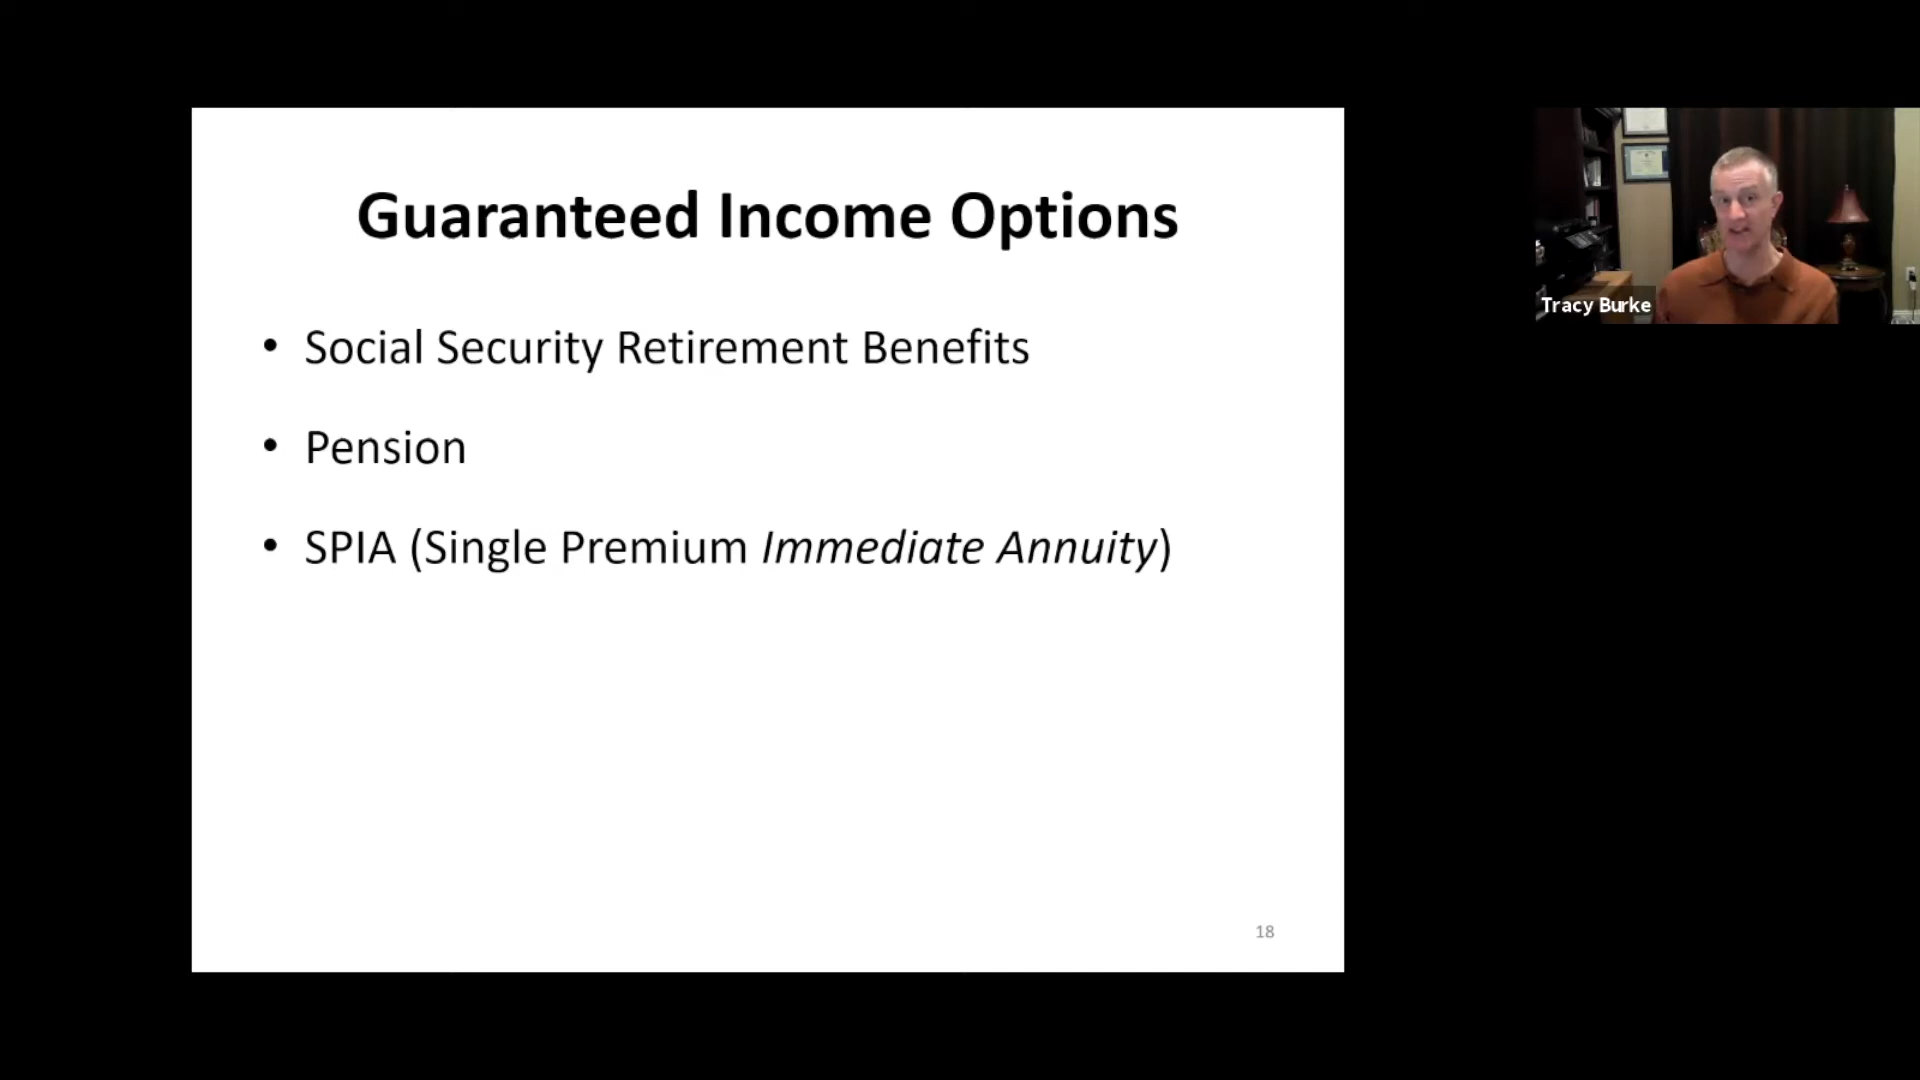 Guaranteed Income Options
• Social Security Retirement Benefits
• Pension
• SPIA (Single Premium Immediate Annuity)
18
Tracy Burke